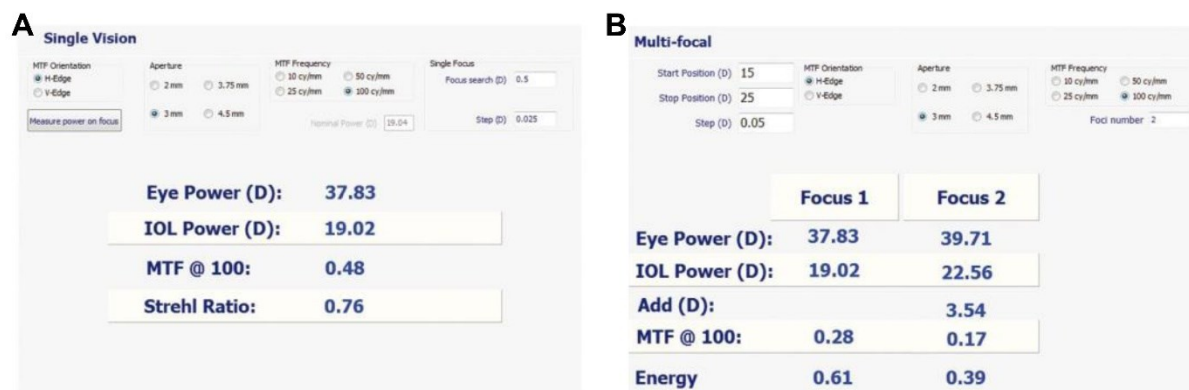 A
Single Vision
MTF Orientation
H-Edge
V-Edge
Measure power on focus
Aperture
2 mm 3.75 mm
3 mm 4.5 mm
MTF Frequency
10 cy/mm 50 cy/mm
25 cy/mm 100 cy/mm
Nominal Power (D) 19.04
Single Focus
Focus search (D) 0.5
Step (D) 0.025
Eye Power (D): 37.83
IOL Power (D): 19.02
MTF @ 100: 0.48
Strehl Ratio: 0.76
B
Multi-focal
Start Position (D) 15
Stop Position (D) 25
Step (D) 0.05
MTF Orientation
H-Edge
V-Edge
Aperture
2 mm 3.75 mm
3 mm 4.5 mm
MTF Frequency
10 cy/mm 50 cy/mm
25 cy/mm 100 cy/mm
Foci number 2
Focus 1 Focus 2
Eye Power (D): 37.83 39.71
IOL Power (D): 19.02 22.56
Add (D): 3.54
MTF @ 100: 0.28 0.17
Energy 0.61 0.39